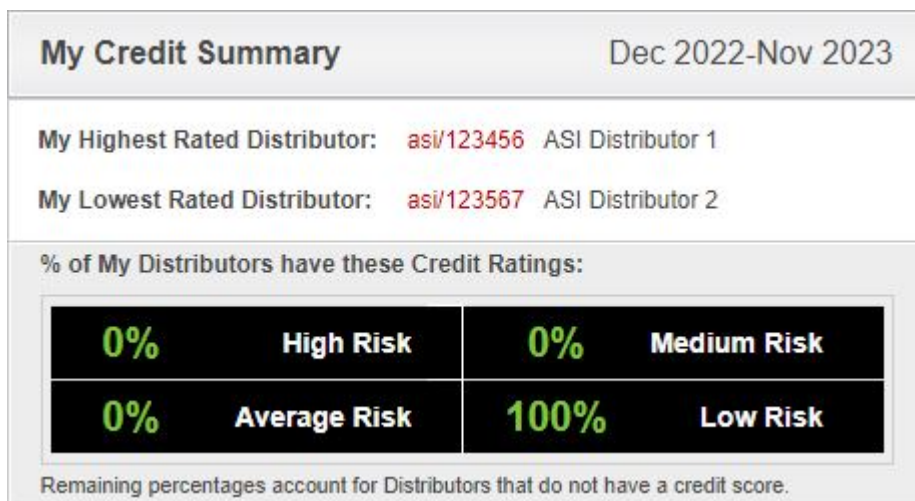 My Credit Summary Dec 2022-Nov 2023
My Highest Rated Distributor: asi/123456 ASI Distributor 1
My Lowest Rated Distributor: asi/123567 ASI Distributor 2
% of My Distributors have these Credit Ratings:
0% High Risk 0% Medium Risk
0% Average Risk 100% Low Risk
Remaining percentages account for Distributors that do not have a credit score.